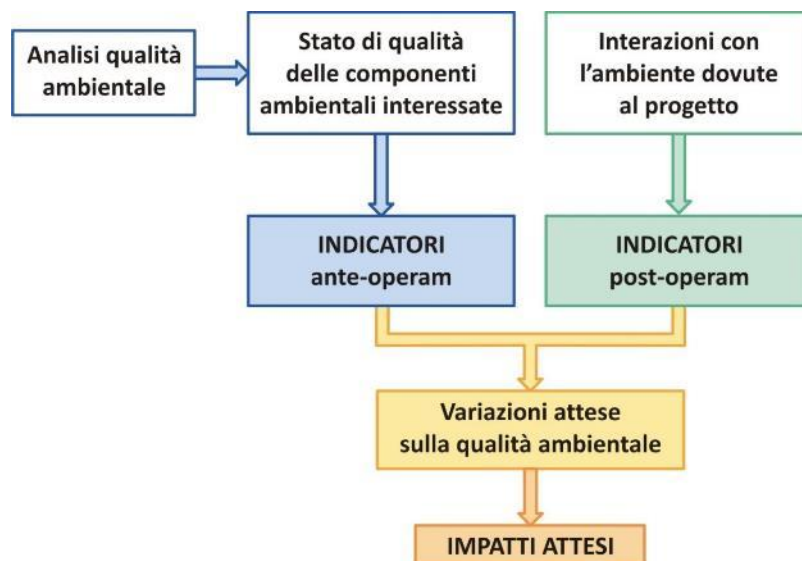 Analisi qualità
ambientale
Stato di qualità
delle componenti
ambientali interessate
Interazioni con
l'ambiente dovute
al progetto
INDICATORI
ante-operam
INDICATORI
post-operam
Variazioni attese
sulla qualità ambientale
IMPATTI ATTESI